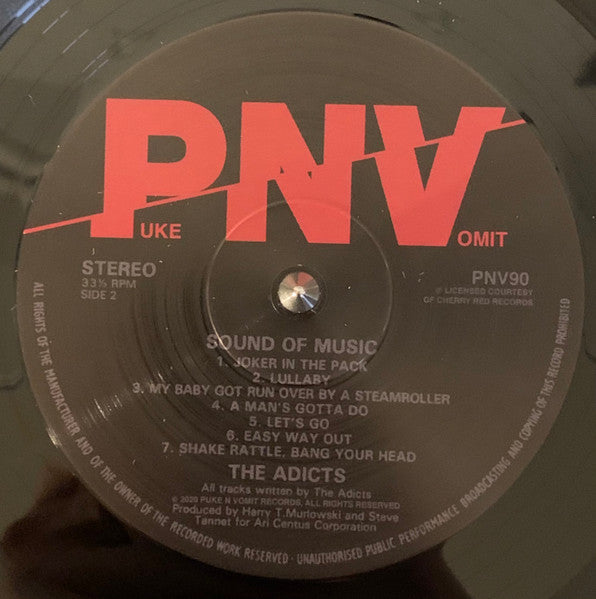 PNV
PUKE N VOMIT
STEREO
33⅓ RPM
SIDE 2
PNV90
℗ LICENSED COURTESY
OF CHERRY RED RECORDS
SOUND OF MUSIC
1. JOKER IN THE PACK
2. LULLABY
3. MY BABY GOT RUN OVER BY A STEAMROLLER
4. A MAN'S GOTTA DO
5. LET'S GO
6. EASY WAY OUT
7. SHAKE RATTLE, BANG YOUR HEAD
THE ADICTS
All tracks written by The Adicts
© 2020 PUKE N VOMIT RECORDS, ALL RIGHTS RESERVED
Produced by Harry T.Murlowski and Steve
Tannet for Ari Centus Corporation
ALL RIGHTS OF THE MANUFACTURER AND OF THE OWNER OF THE RECORDED WORK RESERVED · UNAUTHORISED PUBLIC PERFORMANCE BROADCASTING AND COPYING OF THIS RECORD PROHIBITED